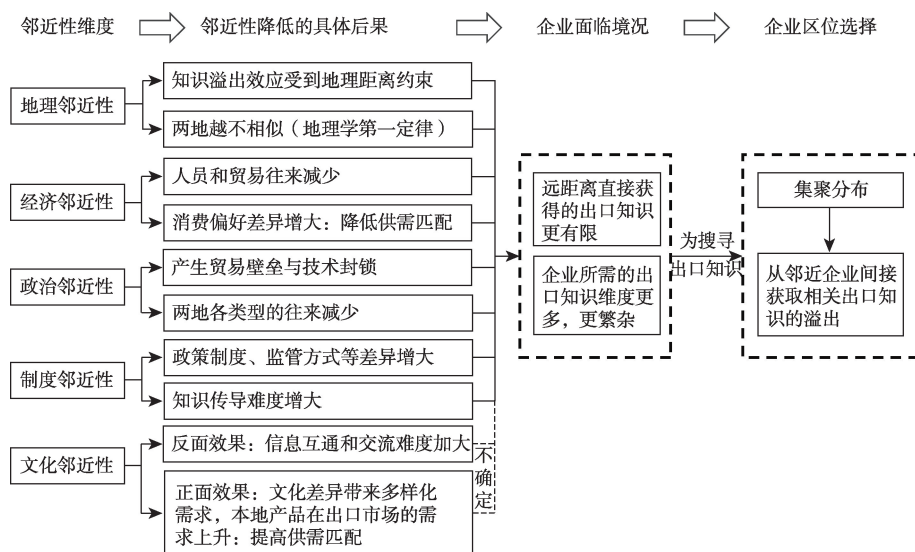 邻近性维度
邻近性降低的具体后果
企业面临境况
企业区位选择
地理邻近性
知识溢出效应受到地理距离约束
两地越不相似（地理学第一定律）
经济邻近性
人员和贸易往来减少
消费偏好差异增大：降低供需匹配
政治邻近性
产生贸易壁垒与技术封锁
两地各类型的往来减少
制度邻近性
政策制度、监管方式等差异增大
知识传导难度增大
文化邻近性
反面效果：信息互通和交流难度加大
正面效果：文化差异带来多样化
需求，本地产品在出口市场的需
求上升：提高供需匹配
不
确
定
远距离直接获
得的出口知识
更有限
企业所需的出
口知识维度更
多，更繁杂
为搜寻
出口知识
集聚分布
从邻近企业间接
获取相关出口知
识的溢出